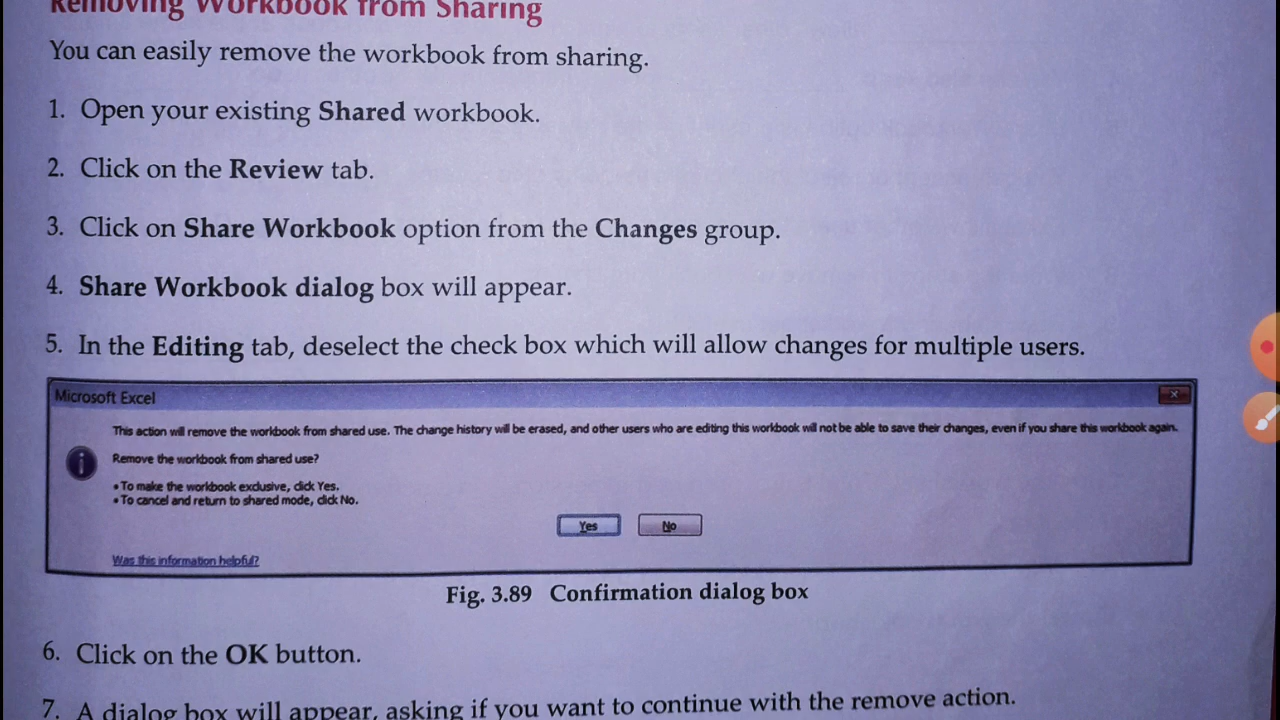 Removing Workbook from Sharing
You can easily remove the workbook from sharing.
1. Open your existing Shared workbook.
2. Click on the Review tab.
3. Click on Share Workbook option from the Changes group.
4. Share Workbook dialog box will appear.
5. In the Editing tab, deselect the check box which will allow changes for multiple users.
Microsoft Excel
This action will remove the workbook from shared use. The change history will be erased, and other users who are editing this workbook will not be able to save their changes, even if you share this workbook again.
Remove the workbook from shared use?
• To make the workbook exclusive, click Yes.
• To cancel and return to shared mode, click No.
Yes No
Was this information helpful?
Fig. 3.89 Confirmation dialog box
6. Click on the OK button.
7. A dialog box will appear, asking if you want to continue with the remove action.